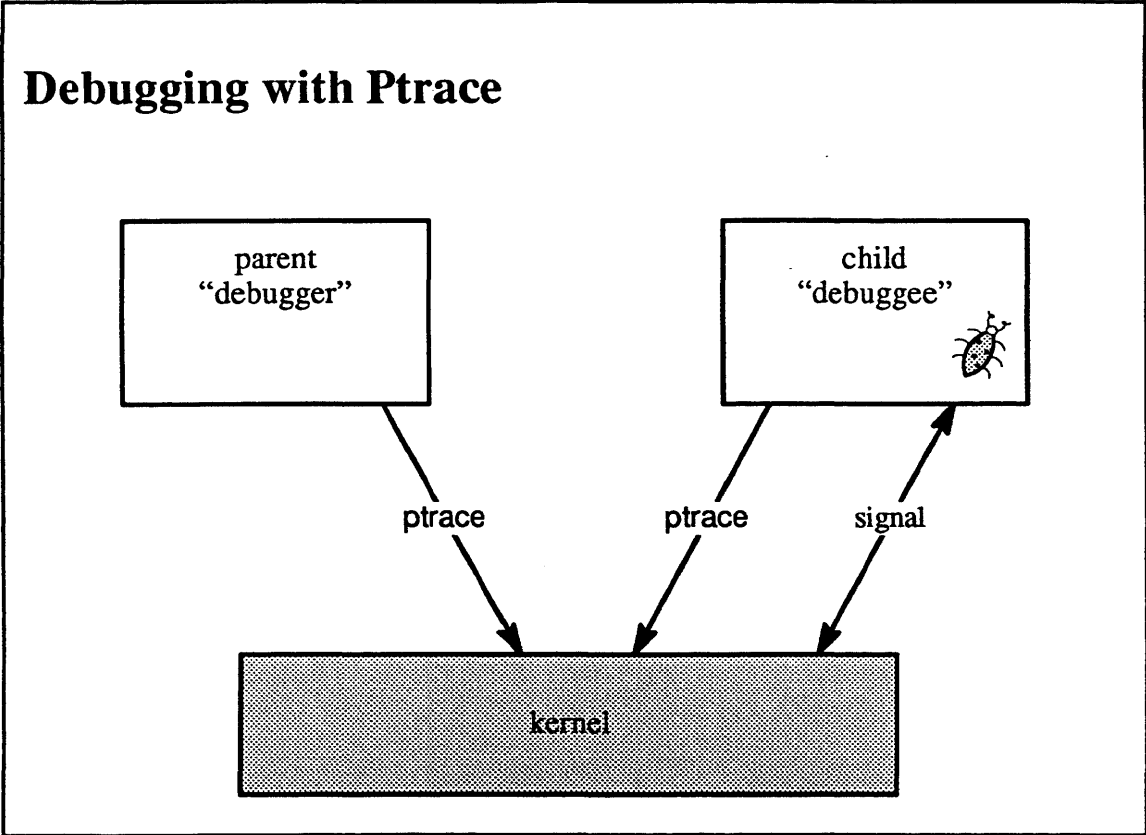 Debugging with Ptrace
parent
“debugger”
child
“debuggee”
ptrace
ptrace
signal
kernel